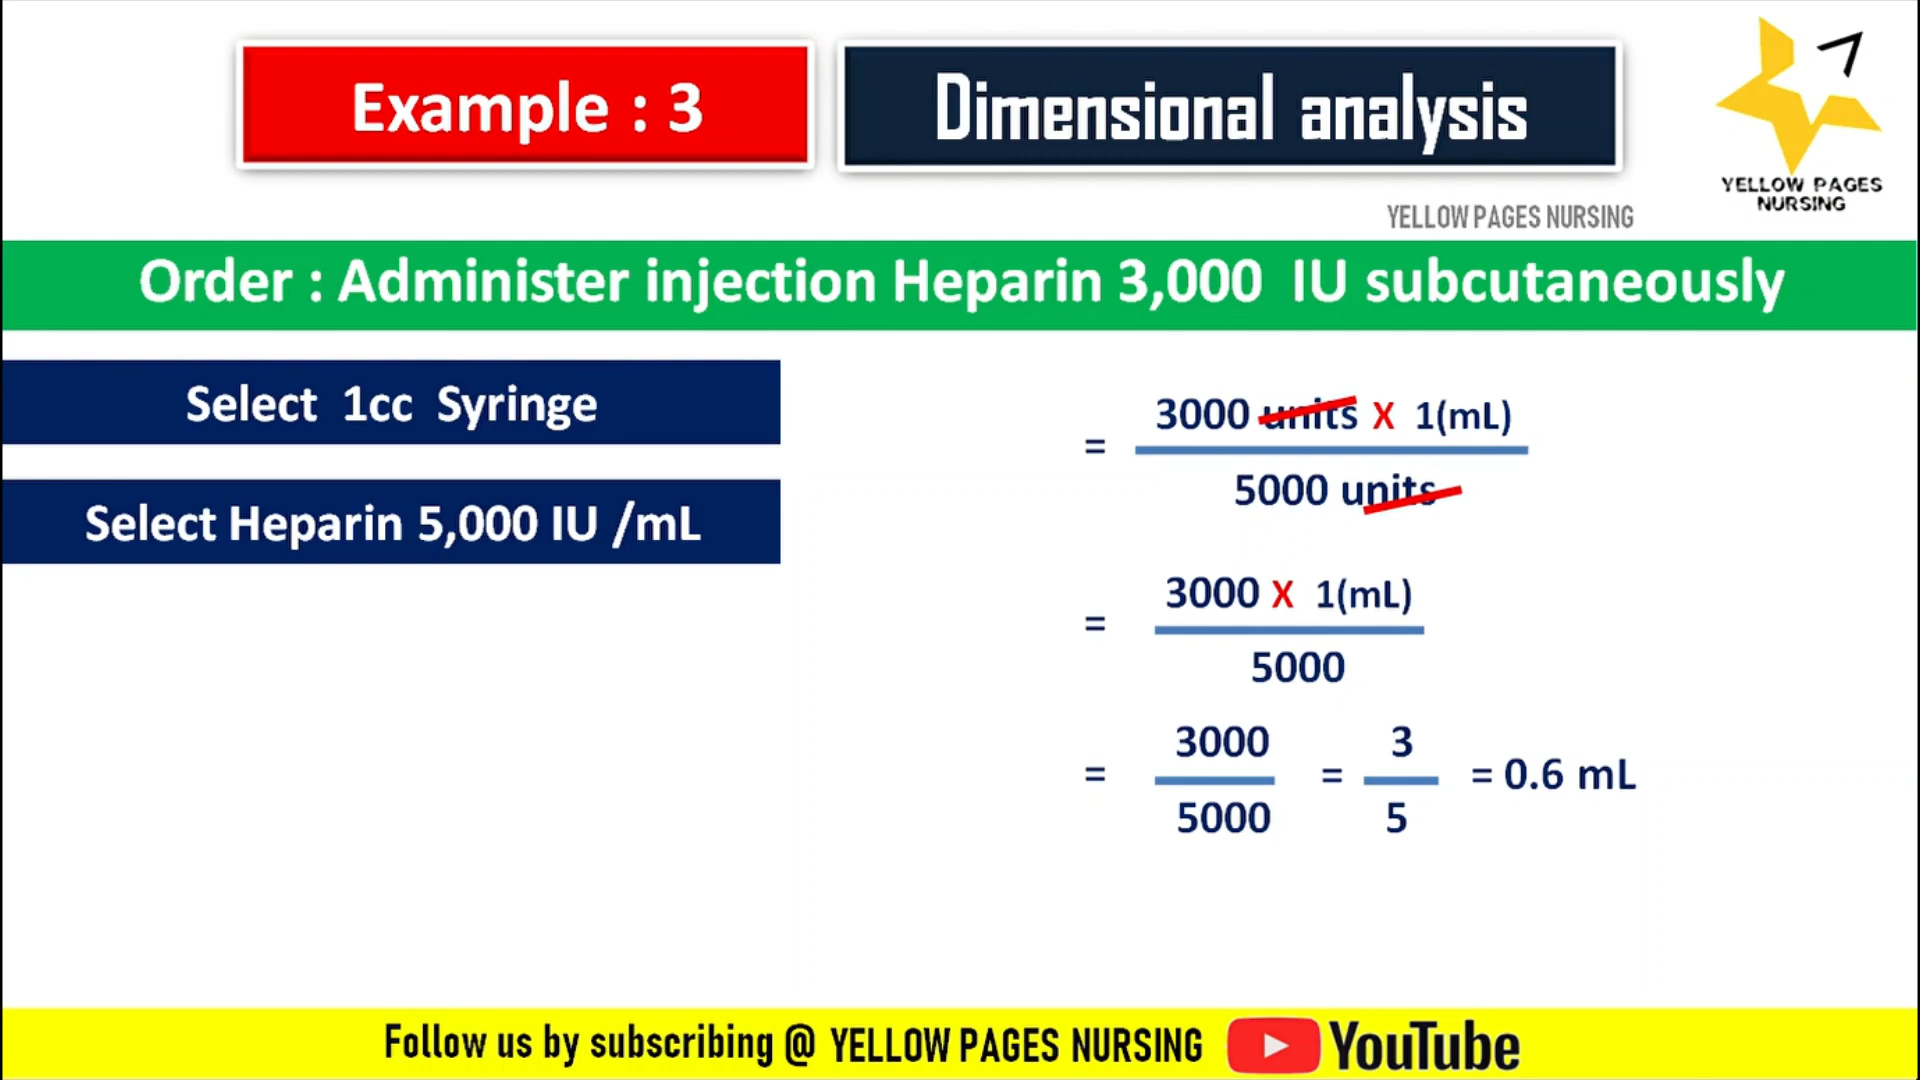 Example : 3
Dimensional analysis
YELLOW PAGES
NURSING
YELLOW PAGES NURSING
Order : Administer injection Heparin 3,000 IU subcutaneously
Select 1cc Syringe
Select Heparin 5,000 IU /mL
= 3000 units X 1(mL)
5000 units
= 3000 X 1(mL)
5000
= 3000 = 3 = 0.6 mL
5000 5
Follow us by subscribing @ YELLOW PAGES NURSING YouTube